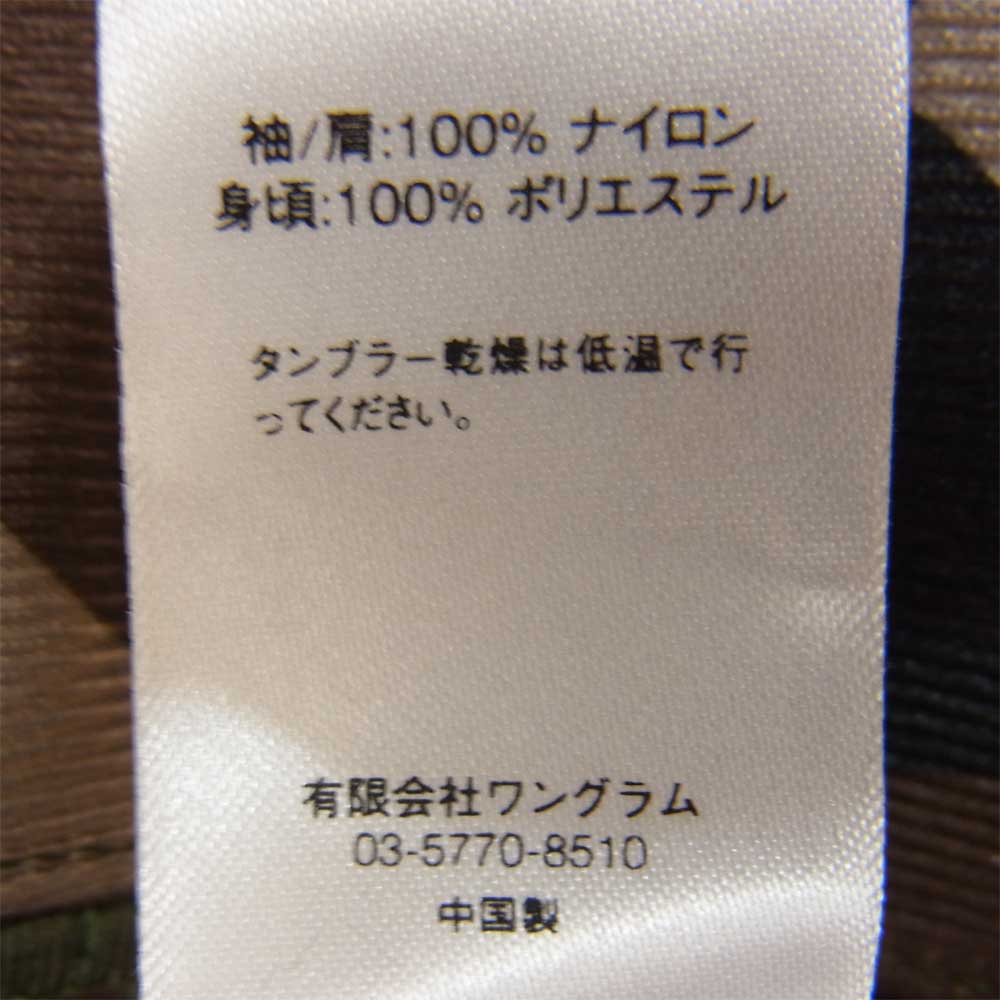 袖/肩:100% ナイロン
身頃:100% ポリエステル
タンブラー乾燥は低温で行
ってください。
有限会社ワングラム
03-5770-8510
中国製